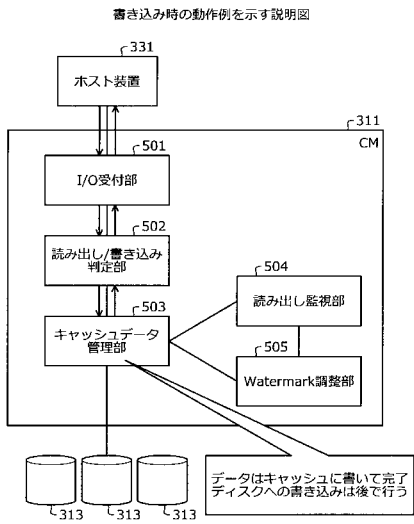 書き込み時の動作例を示す説明図
331
ホスト装置
311
CM
501
I/O受付部
502
読み出し/書き込み
判定部
503
キャッシュデータ
管理部
504
読み出し監視部
505
Watermark調整部
データはキャッシュに書いて完了
ディスクへの書き込みは後で行う
313
313
313